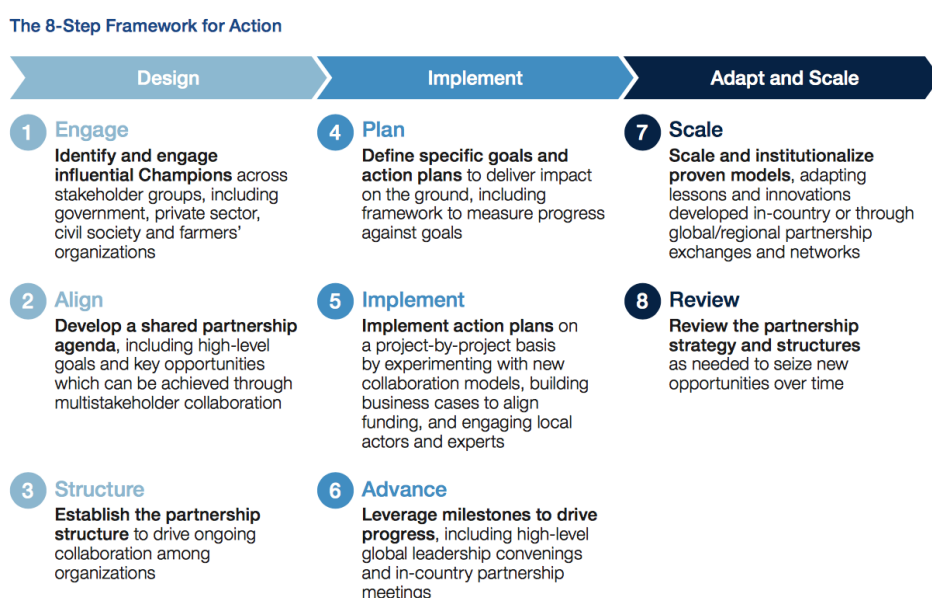 The 8-Step Framework for Action
Design
Implement
Adapt and Scale
1 Engage
Identify and engage
influential Champions across
stakeholder groups, including
government, private sector,
civil society and farmers’
organizations
2 Align
Develop a shared partnership
agenda, including high-level
goals and key opportunities
which can be achieved through
multistakeholder collaboration
3 Structure
Establish the partnership
structure to drive ongoing
collaboration among
organizations
4 Plan
Define specific goals and
action plans to deliver impact
on the ground, including
framework to measure progress
against goals
5 Implement
Implement action plans on
a project-by-project basis
by experimenting with new
collaboration models, building
business cases to align
funding, and engaging local
actors and experts
6 Advance
Leverage milestones to drive
progress, including high-level
global leadership convenings
and in-country partnership
meetings
7 Scale
Scale and institutionalize
proven models, adapting
lessons and innovations
developed in-country or through
global/regional partnership
exchanges and networks
8 Review
Review the partnership
strategy and structures
as needed to seize new
opportunities over time